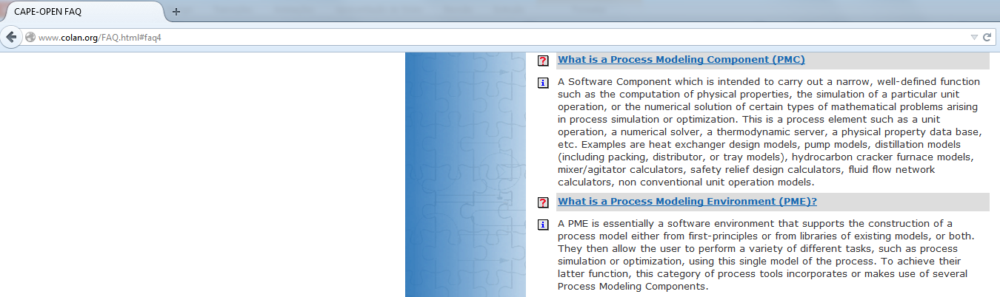 CAPE-OPEN FAQ
www.colan.org/FAQ.html#faq4
What is a Process Modeling Component (PMC)
A Software Component which is intended to carry out a narrow, well-defined function
such as the computation of physical properties, the simulation of a particular unit
operation, or the numerical solution of certain types of mathematical problems arising
in process simulation or optimization. This is a process element such as a unit
operation, a numerical solver, a thermodynamic server, a physical property data base,
etc. Examples are heat exchanger design models, pump models, distillation models
(including packing, distributor, or tray models), hydrocarbon cracker furnace models,
mixer/agitator calculators, safety relief design calculators, fluid flow network
calculators, non conventional unit operation models.
What is a Process Modeling Environment (PME)?
A PME is essentially a software environment that supports the construction of a
process model either from first-principles or from libraries of existing models, or both.
They then allow the user to perform a variety of different tasks, such as process
simulation or optimization, using this single model of the process. To achieve their
latter function, this category of process tools incorporates or makes use of several
Process Modeling Components.